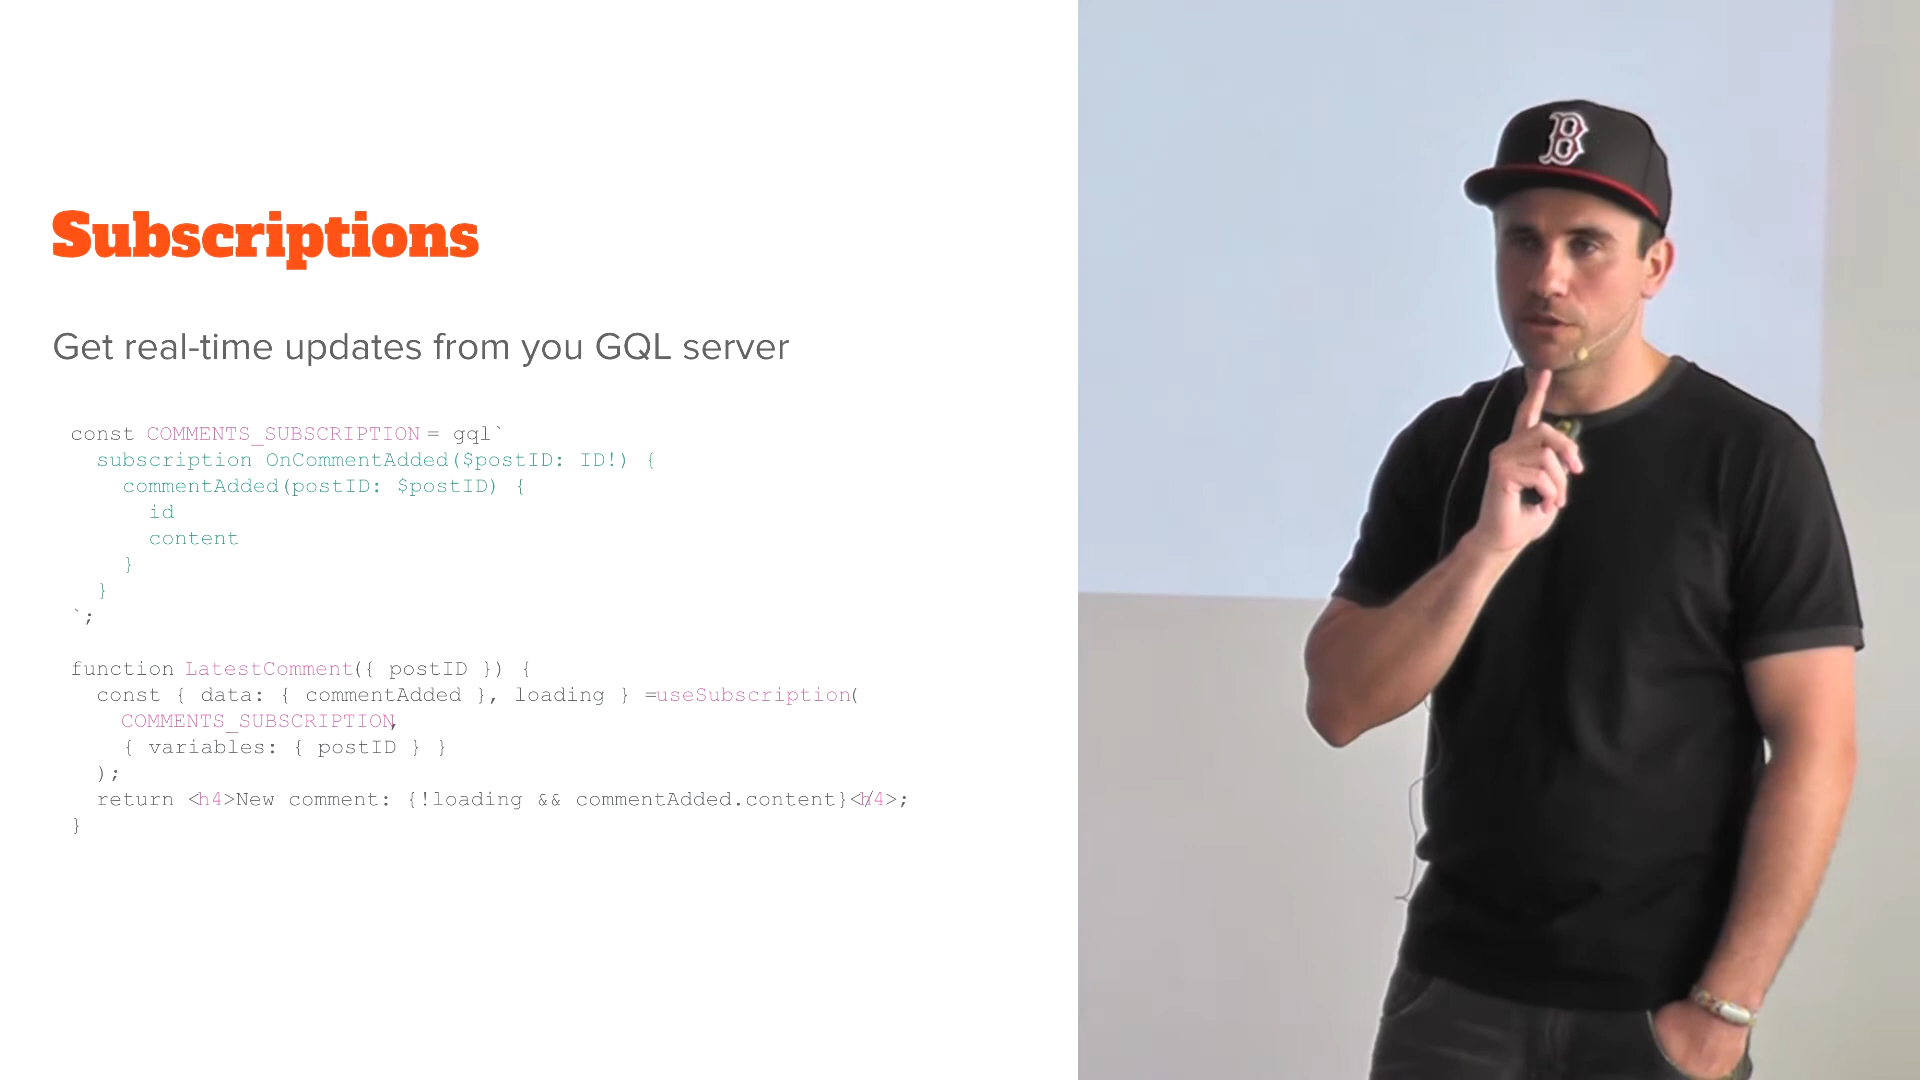 Subscriptions
Get real-time updates from you GQL server
const COMMENTS_SUBSCRIPTION = gql`
  subscription OnCommentAdded($postID: ID!) {
    commentAdded(postID: $postID) {
      id
      content
    }
  }
`;
function LatestComment({ postID }) {
  const { data: { commentAdded }, loading } =useSubscription(
    COMMENTS_SUBSCRIPTION,
    { variables: { postID } }
  );
  return <h4>New comment: {!loading && commentAdded.content}</h4>;
}
B